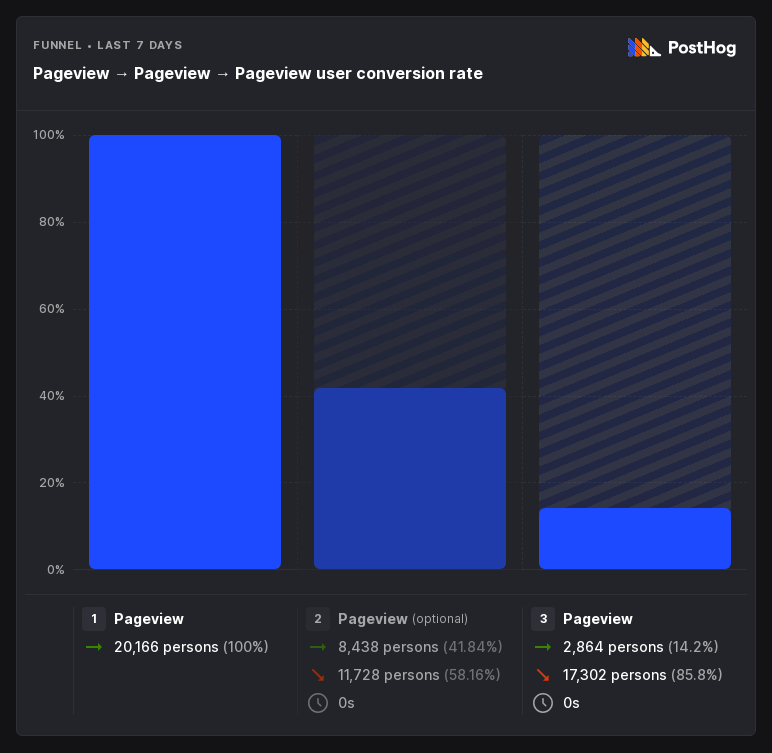 FUNNEL • LAST 7 DAYS
PostHog
Pageview → Pageview → Pageview user conversion rate
100%
80%
60%
40%
20%
0%
1 Pageview
20,166 persons (100%)
2 Pageview (optional)
8,438 persons (41.84%)
11,728 persons (58.16%)
0s
3 Pageview
2,864 persons (14.2%)
17,302 persons (85.8%)
0s